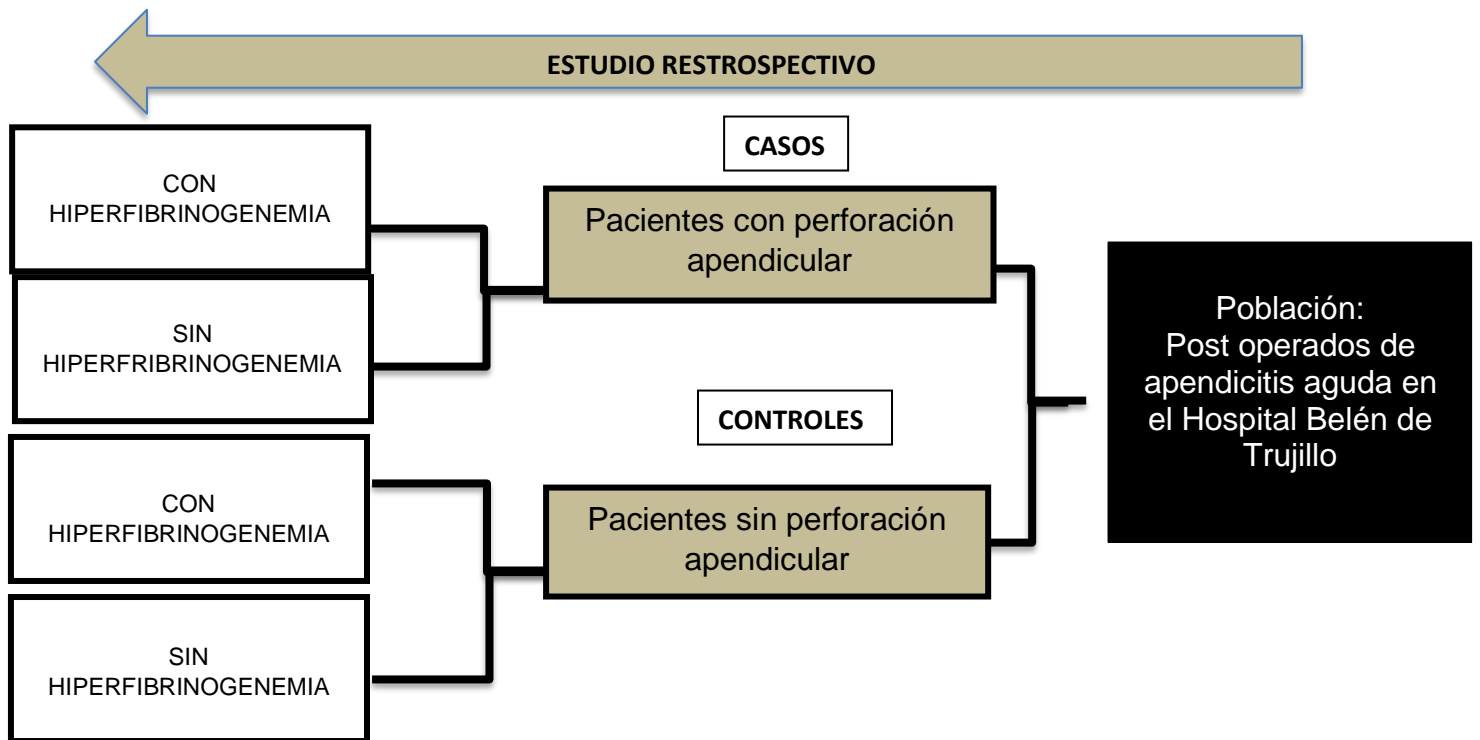 ESTUDIO RESTROSPECTIVO
CON
HIPERFIBRINOGENEMIA
SIN
HIPERFRIBRINOGENEMIA
CON
HIPERFIBRINOGENEMIA
SIN
HIPERFIBRINOGENEMIA
CASOS
Pacientes con perforación
apendicular
CONTROLES
Pacientes sin perforación
apendicular
Población:
Post operados de
apendicitis aguda en
el Hospital Belén de
Trujillo